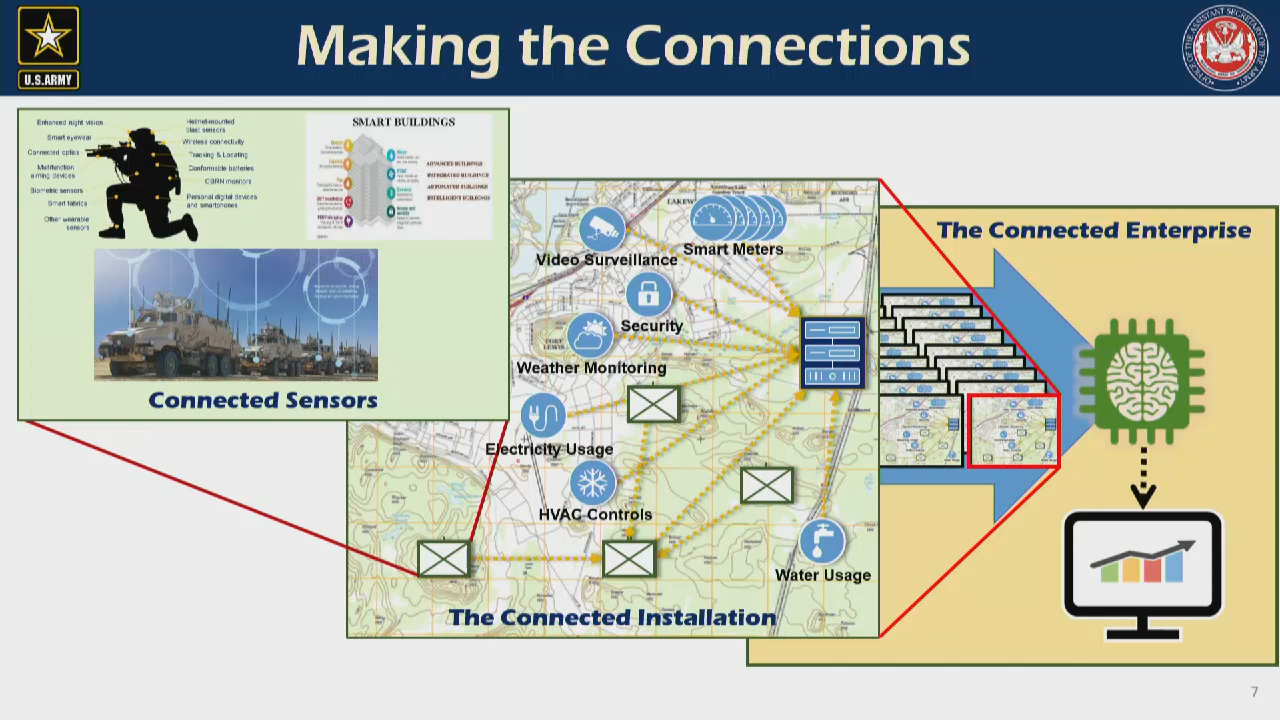 Making the Connections
U.S.ARMY
Enhanced night vision
Smart eyewear
Connected optics
Multifunction
aiming devices
Biometric sensors
Smart fabrics
Other wearable
sensors
Helmet-mounted
blast sensors
Wireless connectivity
Tracking & Locating
Conformable batteries
CBRN monitors
Personal digital devices
and smartphones
SMART BUILDINGS
ADVANCED BUILDINGS
INTEGRATED BUILDINGS
AUTOMATED BUILDINGS
INTELLIGENT BUILDINGS
Connected Sensors
Video Surveillance
Smart Meters
Security
Weather Monitoring
Electricity Usage
HVAC Controls
Water Usage
The Connected Installation
The Connected Enterprise
7